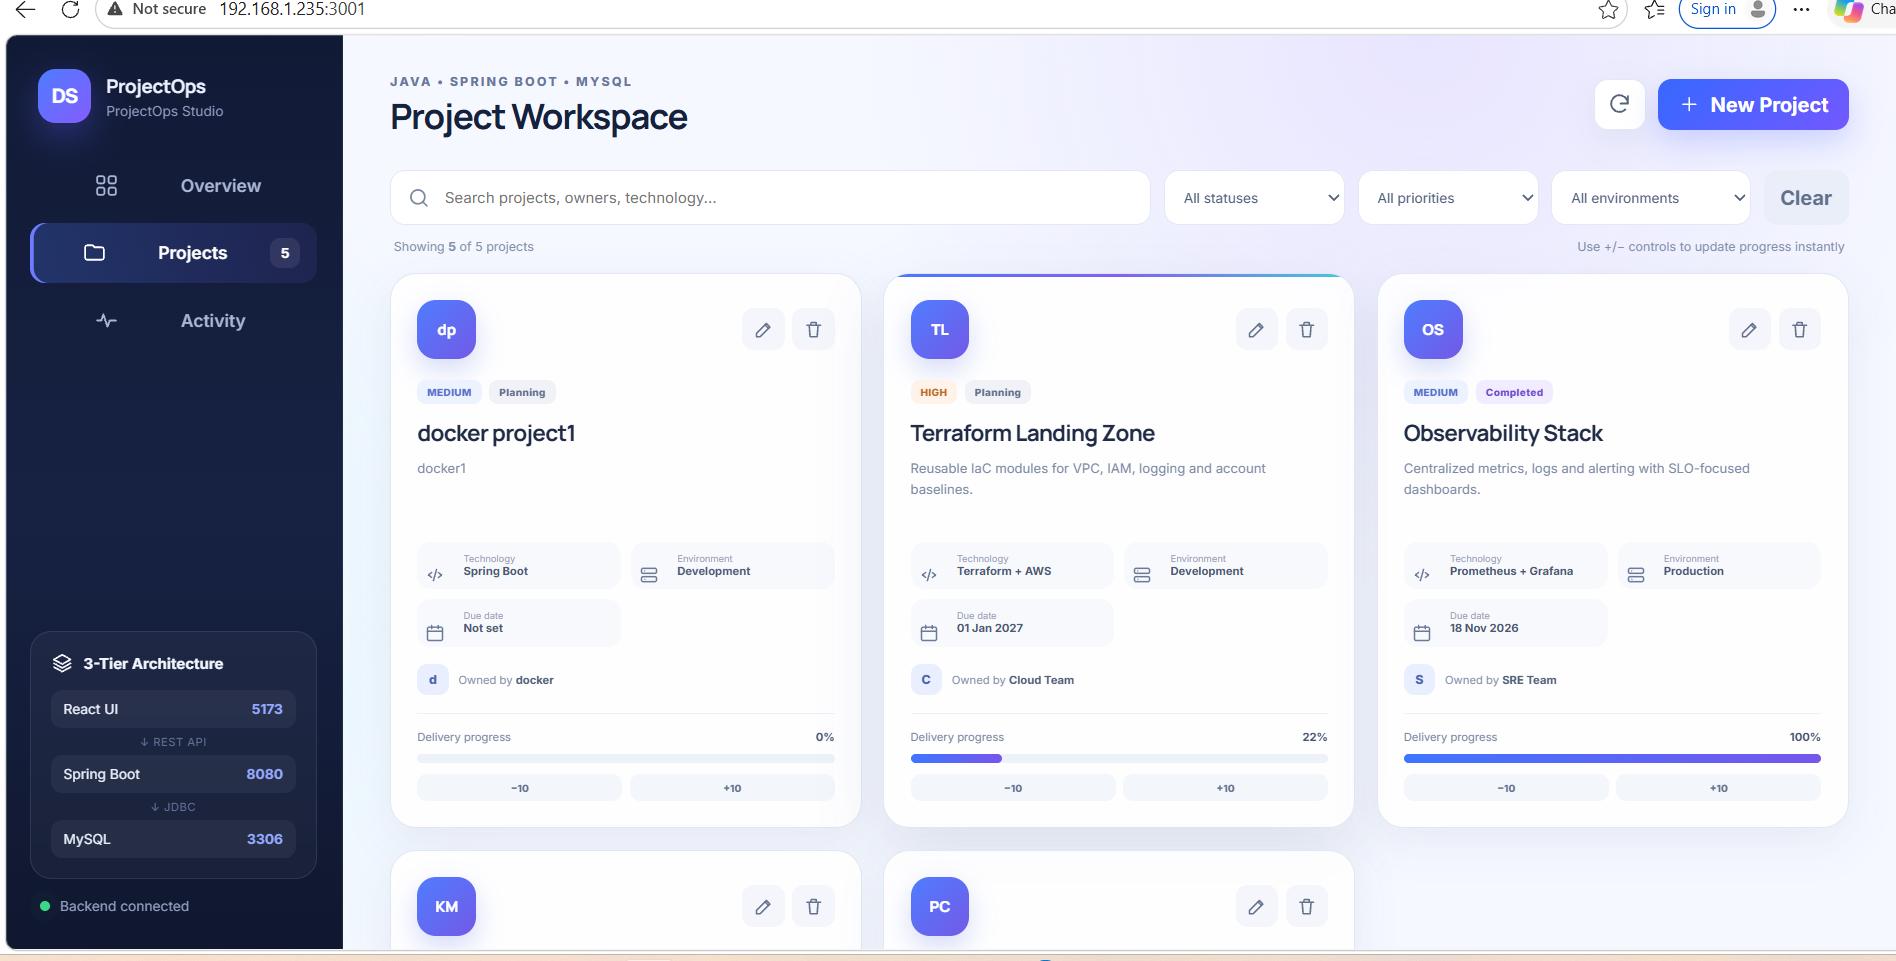 Not secure 192.168.1.235:3001
Sign in
Cha
DS
ProjectOps
ProjectOps Studio
Overview
Projects 5
Activity
3-Tier Architecture
React UI 5173
↓ REST API
Spring Boot 8080
↓ JDBC
MySQL 3306
Backend connected
JAVA • SPRING BOOT • MYSQL
Project Workspace
+ New Project
Search projects, owners, technology...
All statuses
All priorities
All environments
Clear
Showing 5 of 5 projects
Use +/− controls to update progress instantly
dp
MEDIUM Planning
docker project1
docker1
Technology
Spring Boot
Environment
Development
Due date
Not set
d Owned by docker
Delivery progress 0%
−10 +10
TL
HIGH Planning
Terraform Landing Zone
Reusable IaC modules for VPC, IAM, logging and account
baselines.
Technology
Terraform + AWS
Environment
Development
Due date
01 Jan 2027
C Owned by Cloud Team
Delivery progress 22%
−10 +10
OS
MEDIUM Completed
Observability Stack
Centralized metrics, logs and alerting with SLO-focused
dashboards.
Technology
Prometheus + Grafana
Environment
Production
Due date
18 Nov 2026
S Owned by SRE Team
Delivery progress 100%
−10 +10
KM
PC